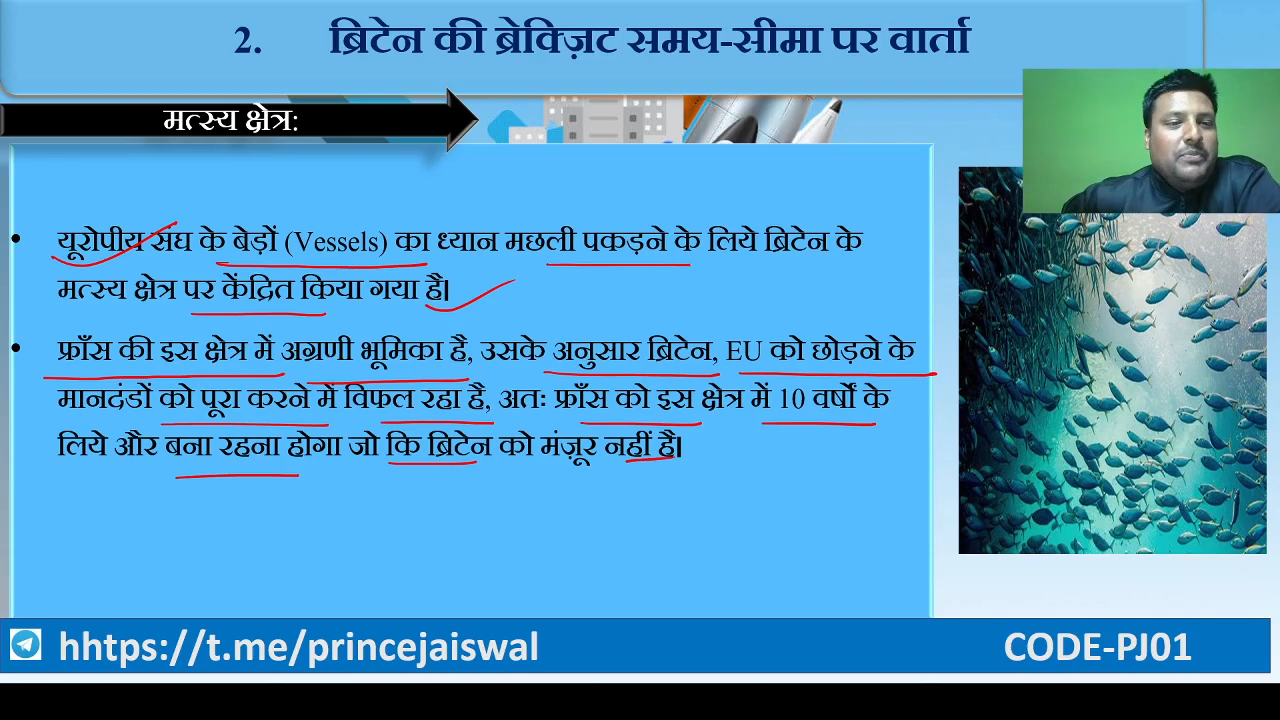 2. ब्रिटेन की ब्रेक्ज़िट समय-सीमा पर वार्ता
मत्स्य क्षेत्र:
• यूरोपीय संघ के बेड़ों (Vessels) का ध्यान मछली पकड़ने के लिये ब्रिटेन के
मत्स्य क्षेत्र पर केंद्रित किया गया है।
• फ्राँस की इस क्षेत्र में अग्रणी भूमिका है, उसके अनुसार ब्रिटेन, EU को छोड़ने के
मानदंडों को पूरा करने में विफल रहा है, अतः फ्राँस को इस क्षेत्र में 10 वर्षों के
लिये और बना रहना होगा जो कि ब्रिटेन को मंज़ूर नहीं है।
hhtps://t.me/princejaiswal CODE-PJ01